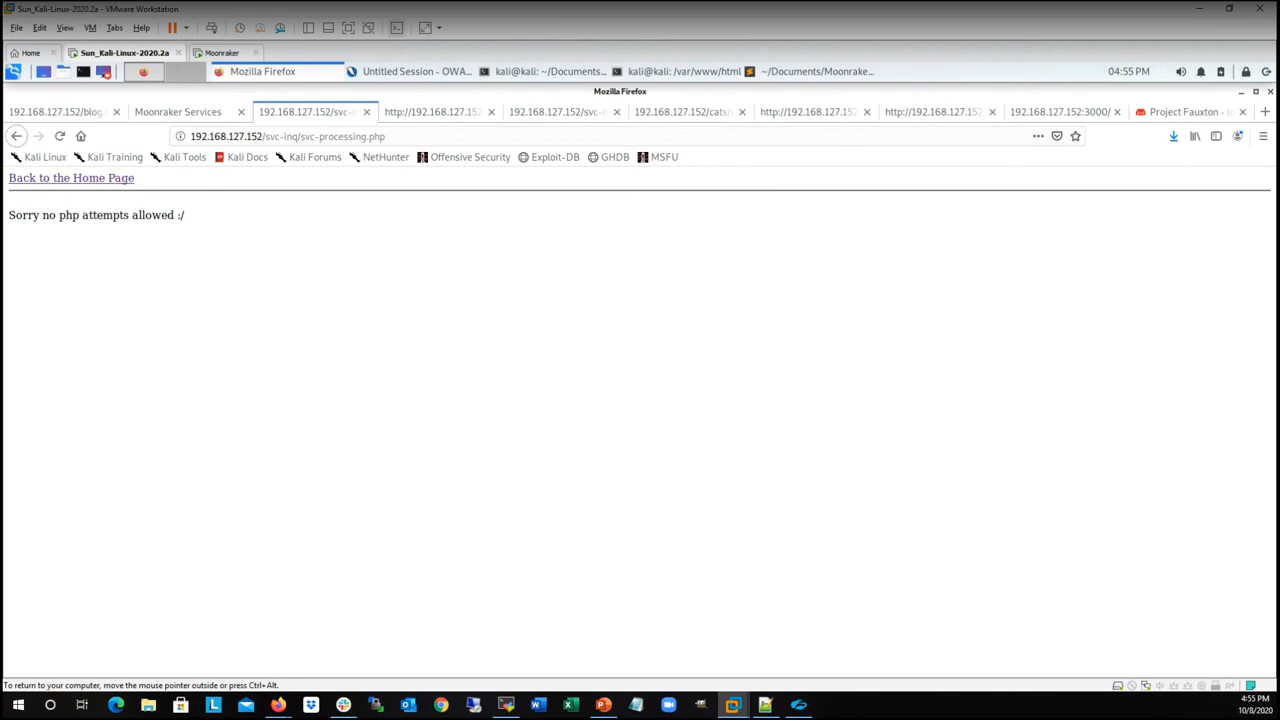 Sun_Kali-Linux-2020.2a - VMware Workstation
File Edit View VM Tabs Help
Home Sun_Kali-Linux-2020.2a Moonraker
Mozilla Firefox Untitled Session - OWA... kali@kali: ~/Documents... kali@kali: /var/www/html ~/Documents/Moonrake... 04:55 PM
Mozilla Firefox
192.168.127.152/blog. Moonraker Services 192.168.127.152/svc-i http://192.168.127.152 192.168.127.152/svc-i 192.168.127.152/cats/ http://192.168.127.152 http://192.168.127.152 192.168.127.152:3000/ Project Fauxton -
192.168.127.152/svc-inq/svc-processing.php
Kali Linux Kali Training Kali Tools Kali Docs Kali Forums NetHunter Offensive Security Exploit-DB GHDB MSFU
Back to the Home Page
Sorry no php attempts allowed :/
To return to your computer, move the mouse pointer outside or press Ctrl+Alt.
4:55 PM
10/8/2020